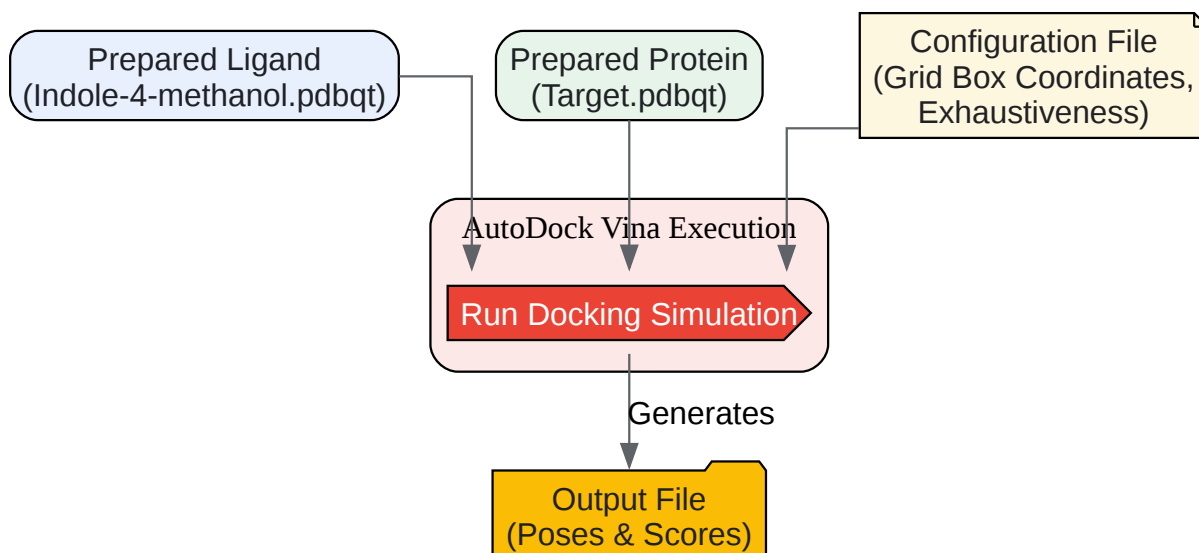 Prepared Ligand
(Indole-4-methanol.pdbqt)
Prepared Protein
(Target.pdbqt)
Configuration File
(Grid Box Coordinates,
Exhaustiveness)
AutoDock Vina Execution
Run Docking Simulation
Generates
Output File
(Poses & Scores)